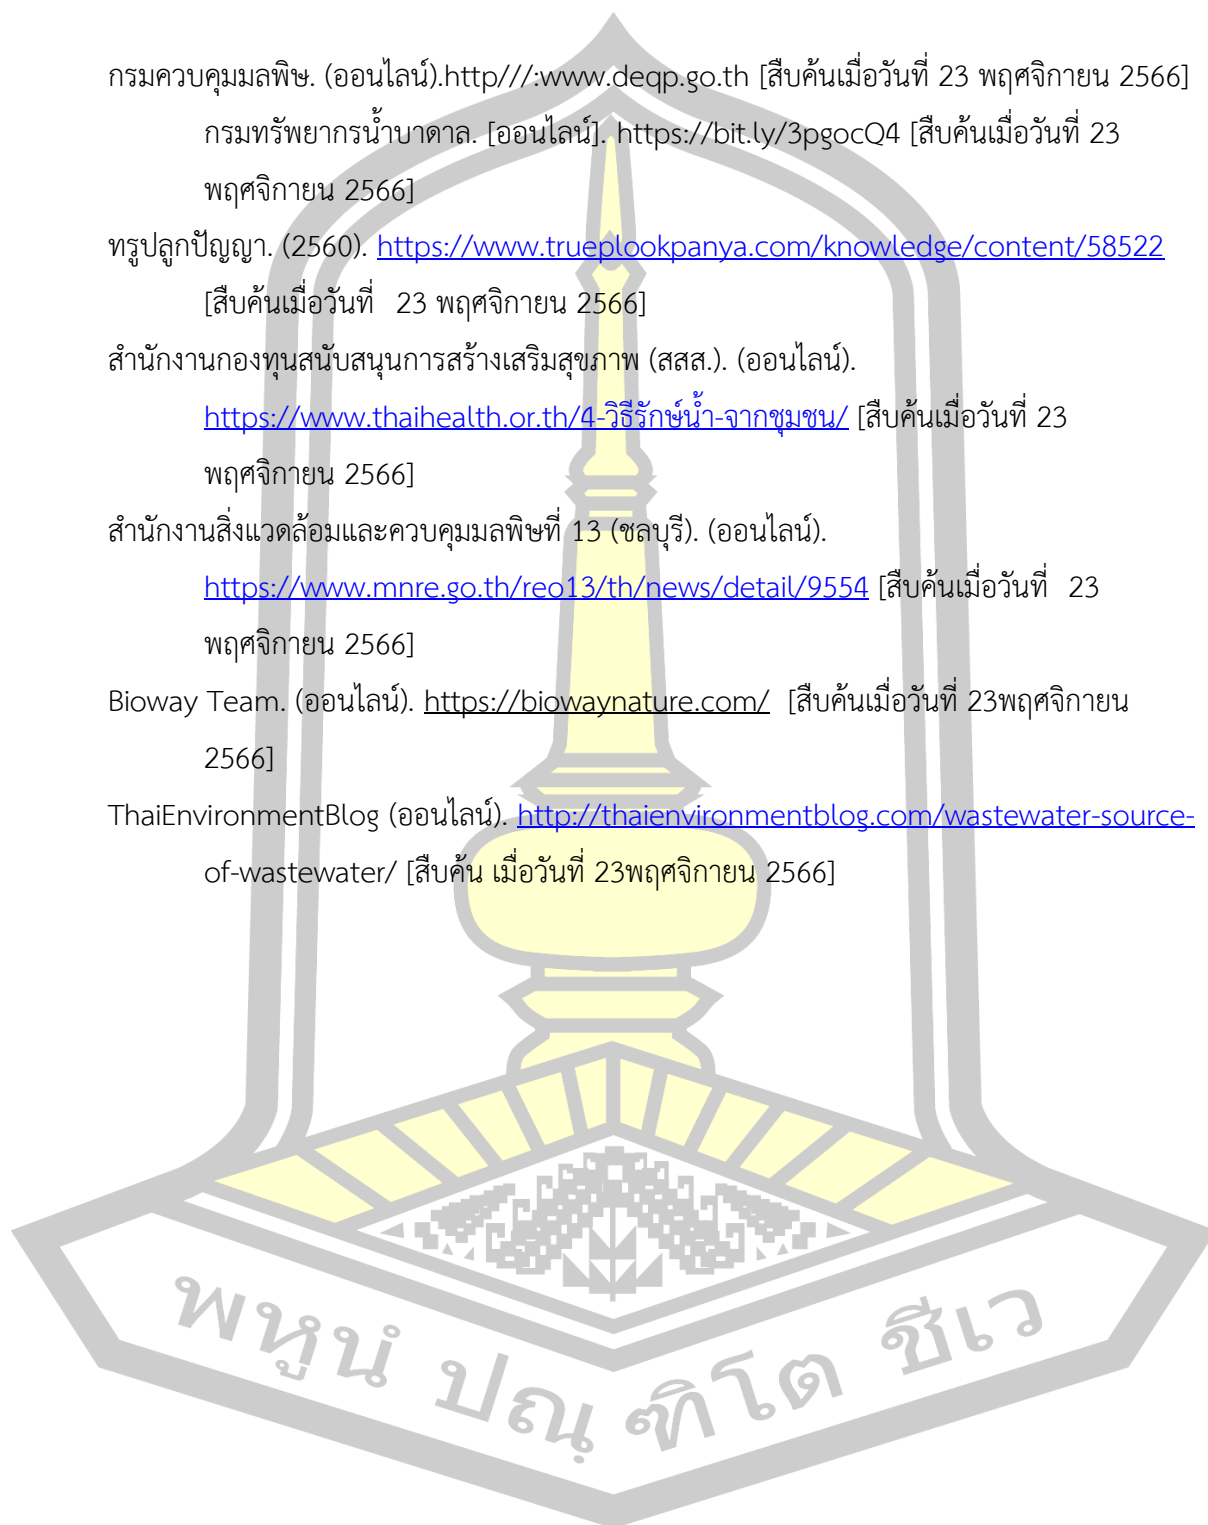 กรมควบคุมมลพิษ. (ออนไลน์).http///:www.deqp.go.th [สืบค้นเมื่อวันที่ 23 พฤศจิกายน 2566]
กรมทรัพยากรน้ำบาดาล. [ออนไลน์]. https://bit.ly/3pgocQ4 [สืบค้นเมื่อวันที่ 23
พฤศจิกายน 2566]
ทรูปลูกปัญญา. (2560). https://www.trueplookpanya.com/knowledge/content/58522
[สืบค้นเมื่อวันที่ 23 พฤศจิกายน 2566]
สำนักงานกองทุนสนับสนุนการสร้างเสริมสุขภาพ (สสส.). (ออนไลน์).
https://www.thaihealth.or.th/4-วิธีรักษ์น้ำ-จากชุมชน/ [สืบค้นเมื่อวันที่ 23
พฤศจิกายน 2566]
สำนักงานสิ่งแวดล้อมและควบคุมมลพิษที่ 13 (ชลบุรี). (ออนไลน์).
https://www.mnre.go.th/reo13/th/news/detail/9554 [สืบค้นเมื่อวันที่ 23
พฤศจิกายน 2566]
Bioway Team. (ออนไลน์). https://biowaynature.com/ [สืบค้นเมื่อวันที่ 23พฤศจิกายน
2566]
ThaiEnvironmentBlog (ออนไลน์). http://thaienvironmentblog.com/wastewater-source-
of-wastewater/ [สืบค้น เมื่อวันที่ 23พฤศจิกายน 2566]
พหูนํ ปณฺฑิโต ชีเว